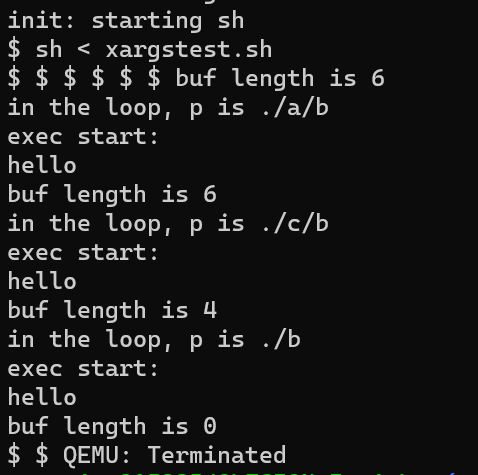 init: starting sh
$ sh < xargstest.sh
$ $ $ $ $ $ buf length is 6
in the loop, p is ./a/b
exec start:
hello
buf length is 6
in the loop, p is ./c/b
exec start:
hello
buf length is 4
in the loop, p is ./b
exec start:
hello
buf length is 0
$ $ QEMU: Terminated